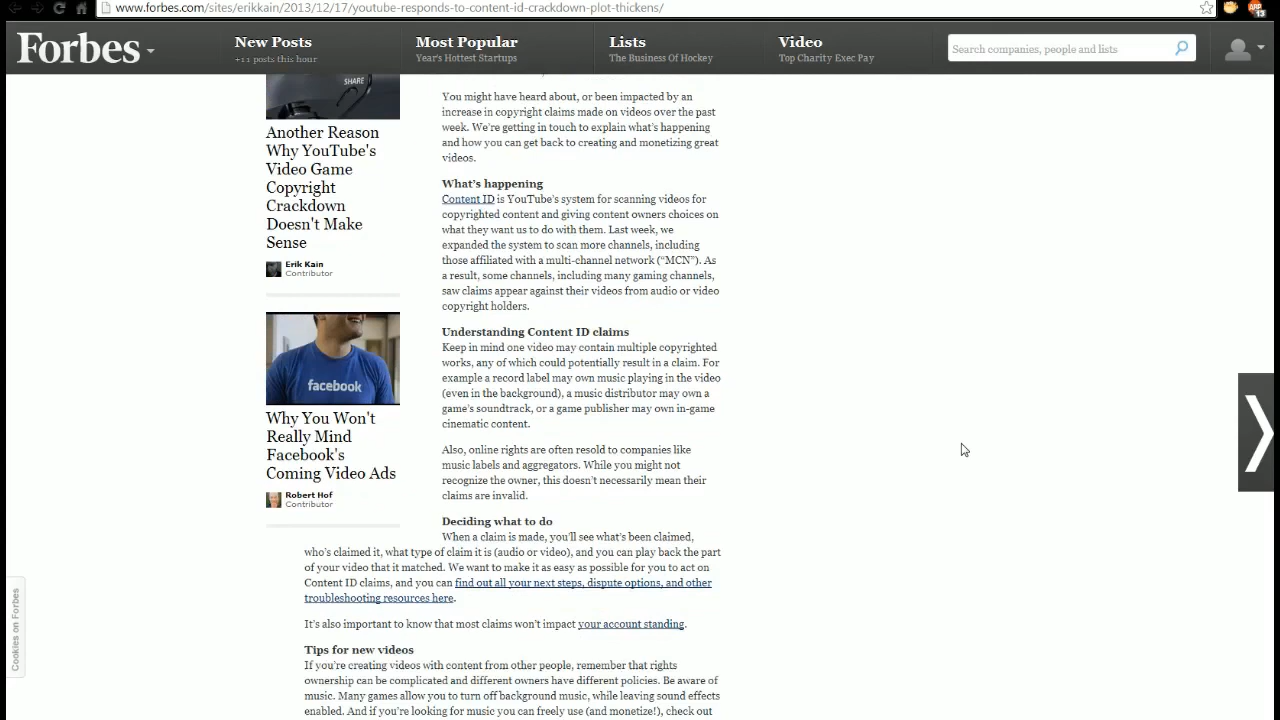 www.forbes.com/sites/erikkain/2013/12/17/youtube-responds-to-content-id-crackdown-plot-thickens/
ABP
13
Forbes
New Posts
+11 posts this hour
Most Popular
Year's Hottest Startups
Lists
The Business Of Hockey
Video
Top Charity Exec Pay
Search companies, people and lists
SHARE
Another Reason
Why YouTube's
Video Game
Copyright
Crackdown
Doesn't Make
Sense
Erik Kain
Contributor
facebook
Why You Won't
Really Mind
Facebook's
Coming Video Ads
Robert Hof
Contributor
You might have heard about, or been impacted by an
increase in copyright claims made on videos over the past
week. We're getting in touch to explain what's happening
and how you can get back to creating and monetizing great
videos.
What's happening
Content ID is YouTube's system for scanning videos for
copyrighted content and giving content owners choices on
what they want us to do with them. Last week, we
expanded the system to scan more channels, including
those affiliated with a multi-channel network (“MCN”). As
a result, some channels, including many gaming channels,
saw claims appear against their videos from audio or video
copyright holders.
Understanding Content ID claims
Keep in mind one video may contain multiple copyrighted
works, any of which could potentially result in a claim. For
example a record label may own music playing in the video
(even in the background), a music distributor may own a
game's soundtrack, or a game publisher may own in-game
cinematic content.
Also, online rights are often resold to companies like
music labels and aggregators. While you might not
recognize the owner, this doesn't necessarily mean their
claims are invalid.
Deciding what to do
When a claim is made, you'll see what's been claimed,
who's claimed it, what type of claim it is (audio or video), and you can play back the part
of your video that it matched. We want to make it as easy as possible for you to act on
Content ID claims, and you can find out all your next steps, dispute options, and other
troubleshooting resources here.
It's also important to know that most claims won't impact your account standing.
Tips for new videos
If you're creating videos with content from other people, remember that rights
ownership can be complicated and different owners have different policies. Be aware of
music. Many games allow you to turn off background music, while leaving sound effects
enabled. And if you're looking for music you can freely use (and monetize!), check out
Cookies on Forbes